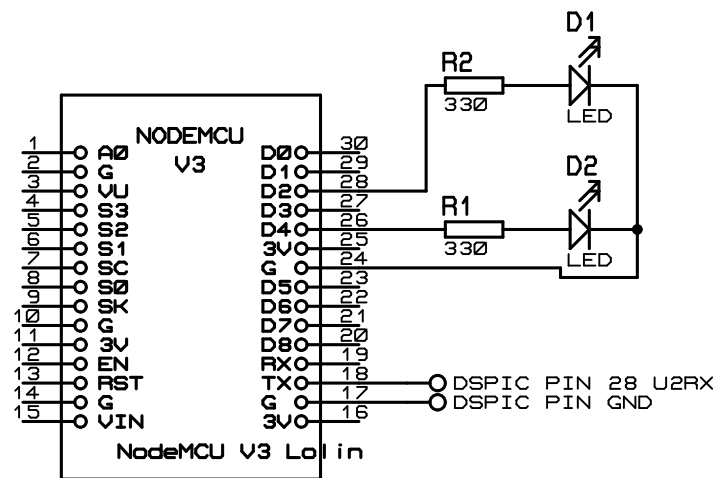 D1
R2
330
LED
NODEMCU
V3
1 A0 D0 30
2 G D1 29
3 VU D2 28
4 S3 D3 27
5 S2 D4 26
6 S1 3V 25
7 SC G 24
8 S0 D5 23
9 SK D6 22
10 G D7 21
11 3V D8 20
12 EN RX 19
13 RST TX 18
14 G G 17
15 VIN 3V 16
D2
R1
330
LED
DSPIC PIN 28 U2RX
DSPIC PIN GND
NodeMCU V3 Lolin